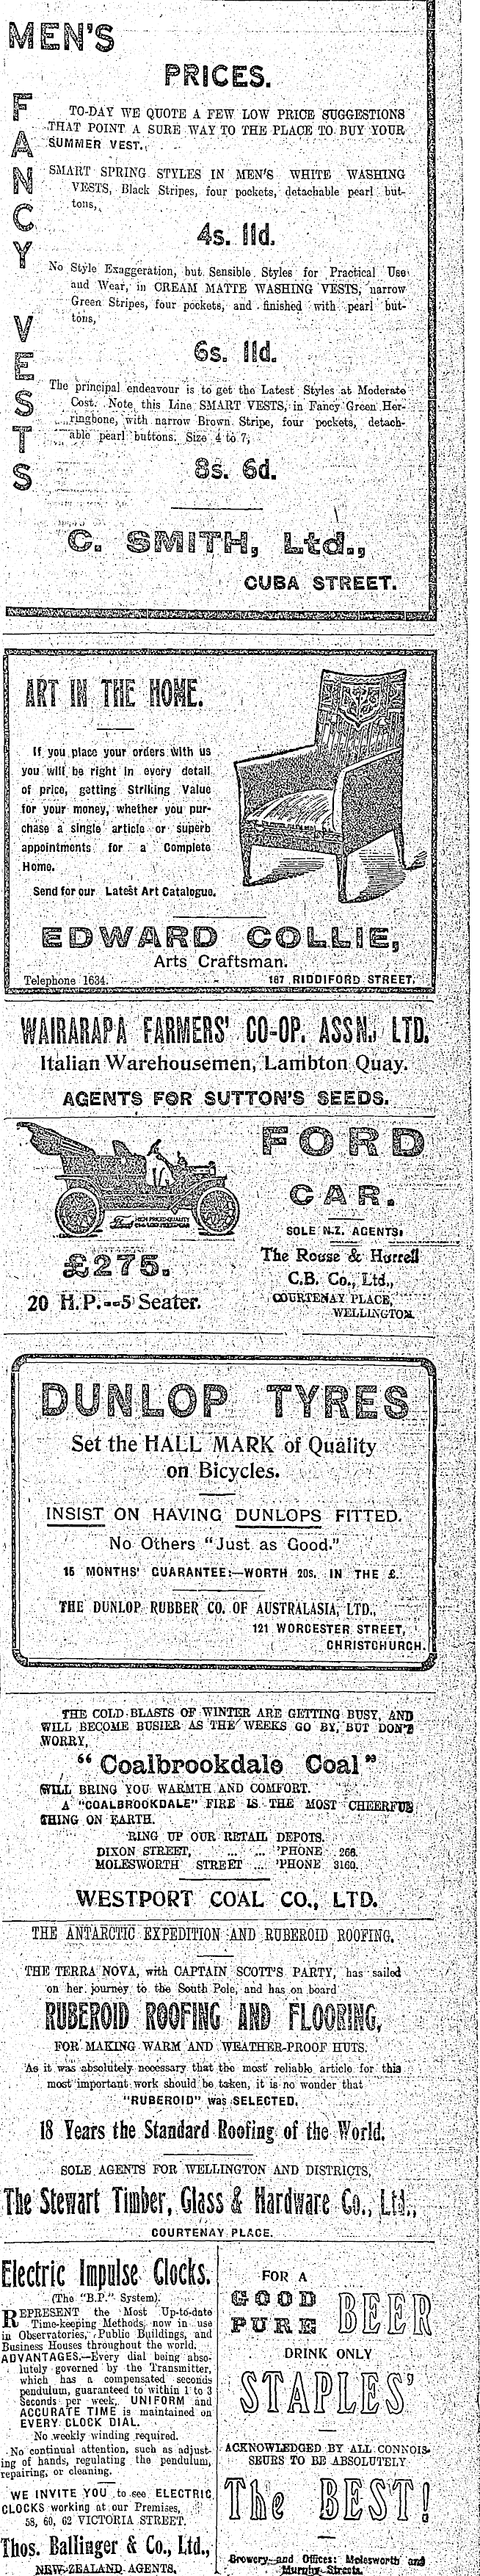 MEN'S
FANCY VESTS
PRICES.
TO-DAY WE QUOTE A FEW LOW PRICE SUGGESTIONS
THAT POINT A SURE WAY TO THE PLACE TO BUY YOUR
SUMMER VEST.
SMART SPRING STYLES IN MEN'S WHITE WASHING
VESTS, Black Stripes, four pockets, detachable pearl but-
tons,
4s. 11d.
No Style Exaggeration, but Sensible Styles for Practical Use
and Wear, in CREAM MATTE WASHING VESTS, narrow
Green Stripes, four pockets, and finished with pearl but-
tons,
6s. 11d.
The principal endeavour is to get the Latest Styles at Moderate
Cost. Note this Line SMART VESTS, in Fancy Green Her-
ringbone, with narrow Brown Stripe, four pockets, detach-
able pearl buttons. Size 4 to 7,
8s. 6d.
C. SMITH, Ltd.,
CUBA STREET.
ART IN THE HOME.
If you place your orders with us
you will be right in every detail
of price, getting Striking Value
for your money, whether you pur-
chase a single article or superb
appointments for a Complete
Home.
Send for our Latest Art Catalogue.
EDWARD COLLIE,
Arts Craftsman.
Telephone 1634. 187 RIDDIFORD STREET.
WAIRARAPA FARMERS' CO-OP. ASSN., LTD.
Italian Warehousemen, Lambton Quay.
AGENTS FOR SUTTON'S SEEDS.
FORD
CAR.
SOLE N.Z. AGENTS:
The Rouse & Hurrell
C.B. Co., Ltd.,
COURTENAY PLACE,
WELLINGTON.
Ford HIGH PRICED QUALITY
£275.
20 H.P.--5 Seater.
DUNLOP TYRES
Set the HALL MARK of Quality
on Bicycles.
INSIST ON HAVING DUNLOPS FITTED.
No Others "Just as Good."
15 MONTHS' GUARANTEE:—WORTH 20s. IN THE £.
THE DUNLOP RUBBER CO. OF AUSTRALASIA, LTD.,
121 WORCESTER STREET,
CHRISTCHURCH.
THE COLD BLASTS OF WINTER ARE GETTING BUSY, AND
WILL BECOME BUSIER AS THE WEEKS GO BY, BUT DON'T
WORRY,
"Coalbrookdale Coal"
WILL BRING YOU WARMTH AND COMFORT.
A "COALBROOKDALE" FIRE IS THE MOST CHEERFUL
THING ON EARTH.
RING UP OUR RETAIL DEPOTS.
DIXON STREET, ... ... 'PHONE 266.
MOLESWORTH STREET ... 'PHONE 3160.
WESTPORT COAL CO., LTD.
THE ANTARCTIC EXPEDITION AND RUBEROID ROOFING.
THE TERRA NOVA, with CAPTAIN SCOTT'S PARTY, has sailed
on her journey to the South Pole, and has on board
RUBEROID ROOFING AND FLOORING,
FOR MAKING WARM AND WEATHER-PROOF HUTS.
As it was absolutely necessary that the most reliable article for this
most important work should be taken, it is no wonder that
"RUBEROID" was SELECTED.
18 Years the Standard Roofing of the World.
SOLE AGENTS FOR WELLINGTON AND DISTRICTS,
The Stewart Timber, Glass & Hardware Co., Ltd.,
COURTENAY PLACE.
Electric Impulse Clocks.
(The "B.P." System).
REPRESENT the Most Up-to-date
Time-keeping Methods, now in use
in Observatories, Public Buildings, and
Business Houses throughout the world.
ADVANTAGES.—Every dial being abso-
lutely governed by the Transmitter,
which has a compensated seconds
pendulum, guaranteed to within 1 to 3
Seconds per week, UNIFORM and
ACCURATE TIME is maintained on
EVERY CLOCK DIAL.
No weekly winding required.
No continual attention, such as adjust-
ing of hands, regulating the pendulum,
repairing, or cleaning.
WE INVITE YOU to see ELECTRIC
CLOCKS working at our Premises,
58, 60, 62 VICTORIA STREET.
Thos. Ballinger & Co., Ltd.,
NEW ZEALAND AGENTS.
FOR A
GOOD
PURE BEER
DRINK ONLY
STAPLES'
ACKNOWLEDGED BY ALL CONNOIS-
SEURS TO BE ABSOLUTELY
The BEST!
Brewery and Offices: Molesworth and
Murphy Streets.